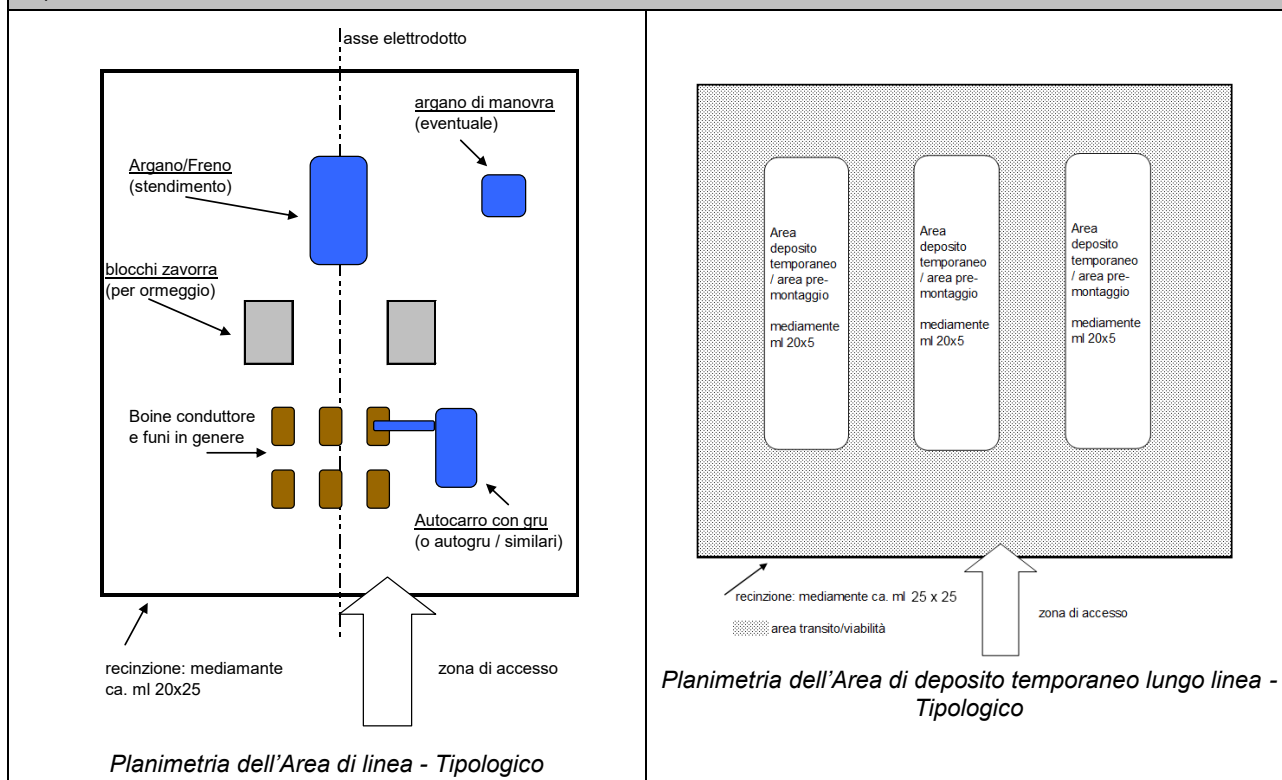 asse elettrodotto
argano di manovra
(eventuale)
Argano/Freno
(stendimento)
blocchi zavorra
(per ormeggio)
Boine conduttore
e funi in genere
Autocarro con gru
(o autogru / similari)
recinzione: mediamante
ca. ml 20x25
zona di accesso
Planimetria dell'Area di linea - Tipologico
Area
deposito
temporaneo
/ area pre-
montaggio
mediamente
ml 20x5
Area
deposito
temporaneo
/ area pre-
montaggio
mediamente
ml 20x5
Area
deposito
temporaneo
/ area pre-
montaggio
mediamente
ml 20x5
recinzione: mediamente ca. ml 25 x 25
area transito/viabilità
zona di accesso
Planimetria dell'Area di deposito temporaneo lungo linea -
Tipologico